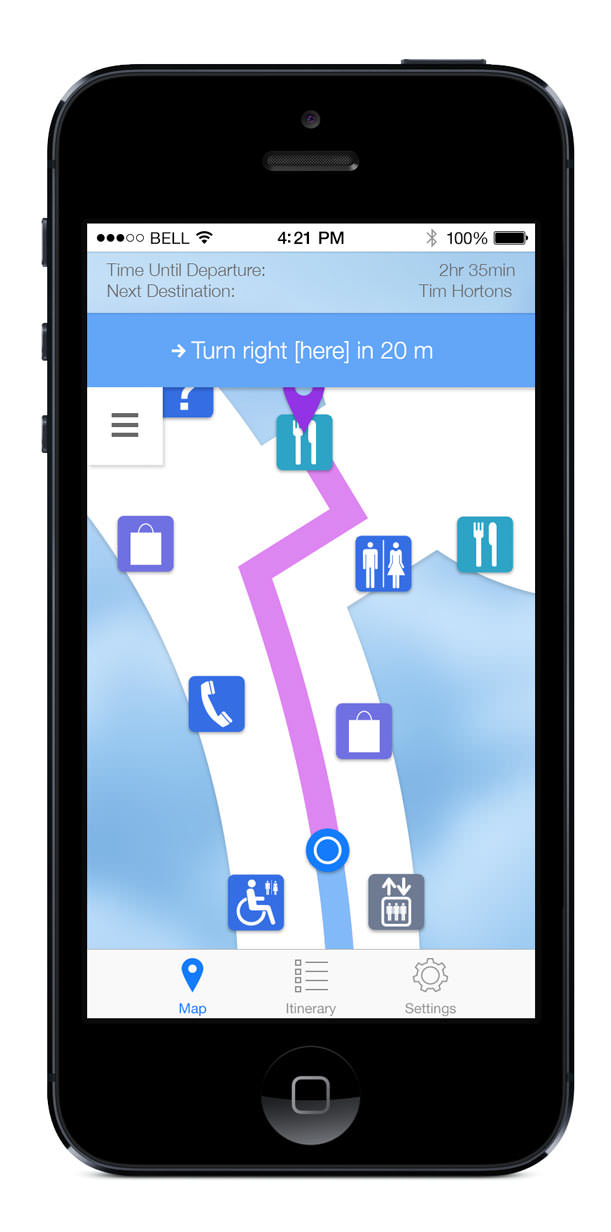 BELL 4:21 PM 100%
Time Until Departure: 2hr 35min
Next Destination: Tim Hortons
→ Turn right [here] in 20 m
?
Map Itinerary Settings